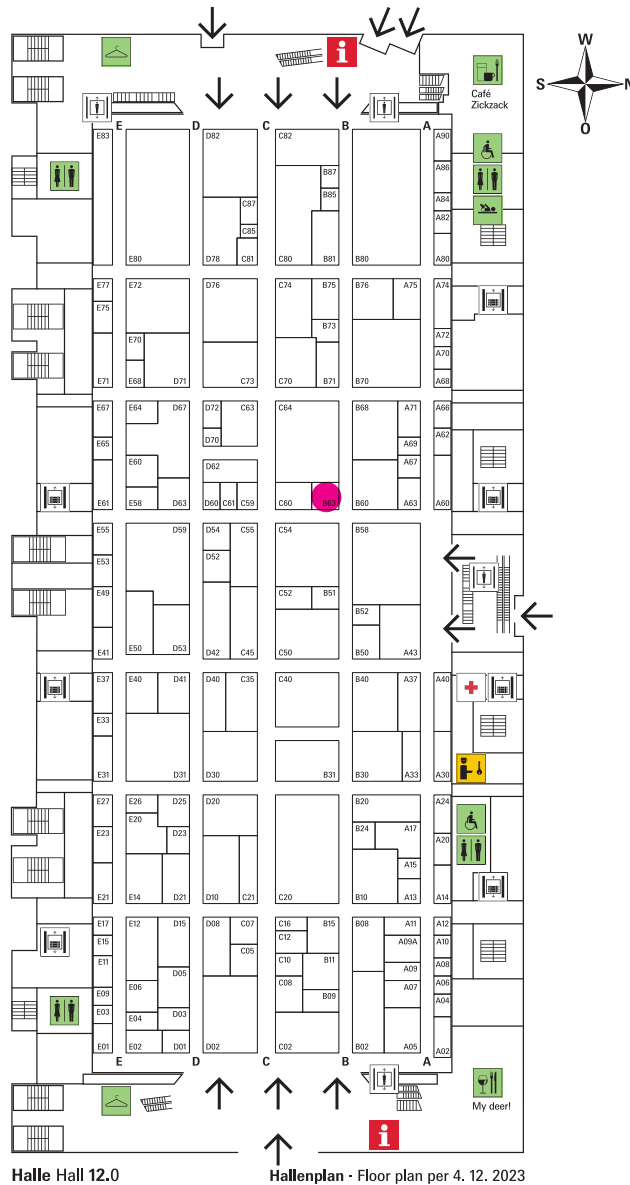 W
S N
O
i
Café
Zickzack
E D C B A
E83 D82 C82 A90
B87 A86
B85
C87 A84
C85 A82
E80 D78 C81 C80 B81 B80 A80
E77 E72 D76 C74 B75 B76 A75 A74
E75
B73
E70 A72
A70
E71 E68 D71 C73 C70 B71 B70 A68
E67 E64 D67 D72 C63 C64 B68 A71 A66
D70
E65 A69 A62
E60 D62 A67
E61 E58 D63 D60 C61 C59 C60 B63 B60 A63 A60
E55 D59 D54 C55 C54 B58
E53 D52
E49 C52 B51
B52
E41 E50 D53 D42 C45 C50 B50 A43
E37 E40 D41 D40 C35 C40 B40 A37 A40
E33
E31 D31 D30 B31 B30 A33 A30
E27 E26 D25 D20 B20 A24
E20
E23 D23 B24 A17 A20
A15
E21 E14 D21 D10 C21 C20 B10 A13 A14
E17 E12 D15 D08 C07 C16 B15 B08 A11 A12
E15 C12 A09A A10
C05
E11 C10 B11 A08
D05 A09
E09 E06 C08 A07 A06
B09 A04
E03 E04 D03
E01 E02 D01 D02 C02 B02 A05 A02
E D C B A
My deer!
i
Halle Hall 12.0 Hallenplan - Floor plan per 4. 12. 2023